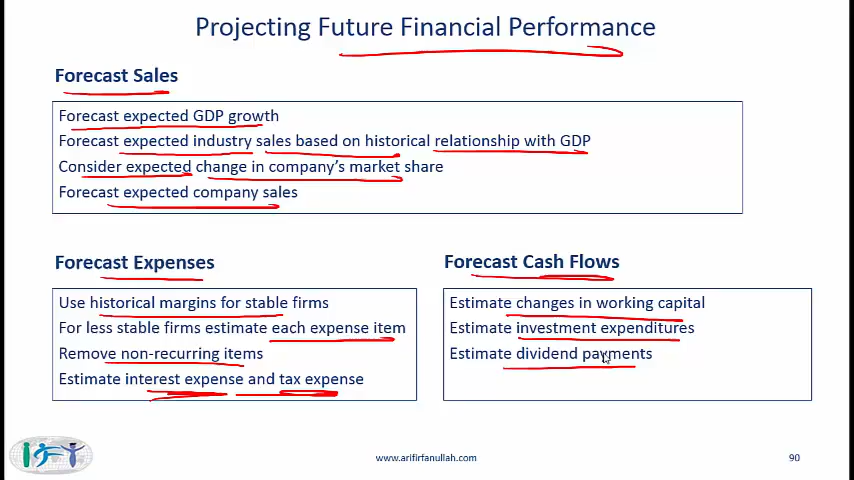 Projecting Future Financial Performance
Forecast Sales
Forecast expected GDP growth
Forecast expected industry sales based on historical relationship with GDP
Consider expected change in company's market share
Forecast expected company sales
Forecast Expenses
Use historical margins for stable firms
For less stable firms estimate each expense item
Remove non-recurring items
Estimate interest expense and tax expense
Forecast Cash Flows
Estimate changes in working capital
Estimate investment expenditures
Estimate dividend payments
IFT
www.arifirfanullah.com
90